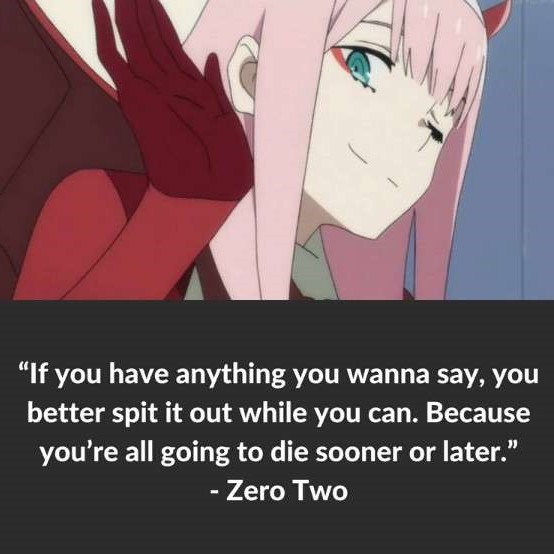 “If you have anything you wanna say, you
better spit it out while you can. Because
you’re all going to die sooner or later.”
- Zero Two